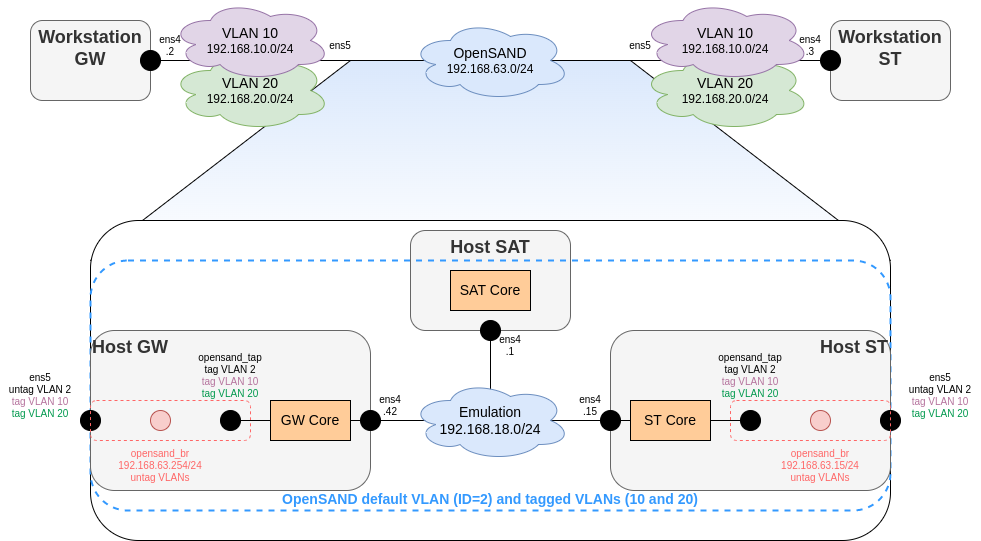 Workstation
GW
ens4
.2
VLAN 10
192.168.10.0/24
VLAN 20
192.168.20.0/24
ens5
OpenSAND
192.168.63.0/24
ens5
VLAN 10
192.168.10.0/24
VLAN 20
192.168.20.0/24
ens4
.3
Workstation
ST
Host SAT
SAT Core
ens4
.1
Host GW
opensand_tap
tag VLAN 2
tag VLAN 10
tag VLAN 20
ens5
untag VLAN 2
tag VLAN 10
tag VLAN 20
GW Core
ens4
.42
opensand_br
192.168.63.254/24
untag VLANs
Emulation
192.168.18.0/24
Host ST
ens4
.15
ST Core
opensand_tap
tag VLAN 2
tag VLAN 10
tag VLAN 20
ens5
untag VLAN 2
tag VLAN 10
tag VLAN 20
opensand_br
192.168.63.15/24
untag VLANs
OpenSAND default VLAN (ID=2) and tagged VLANs (10 and 20)